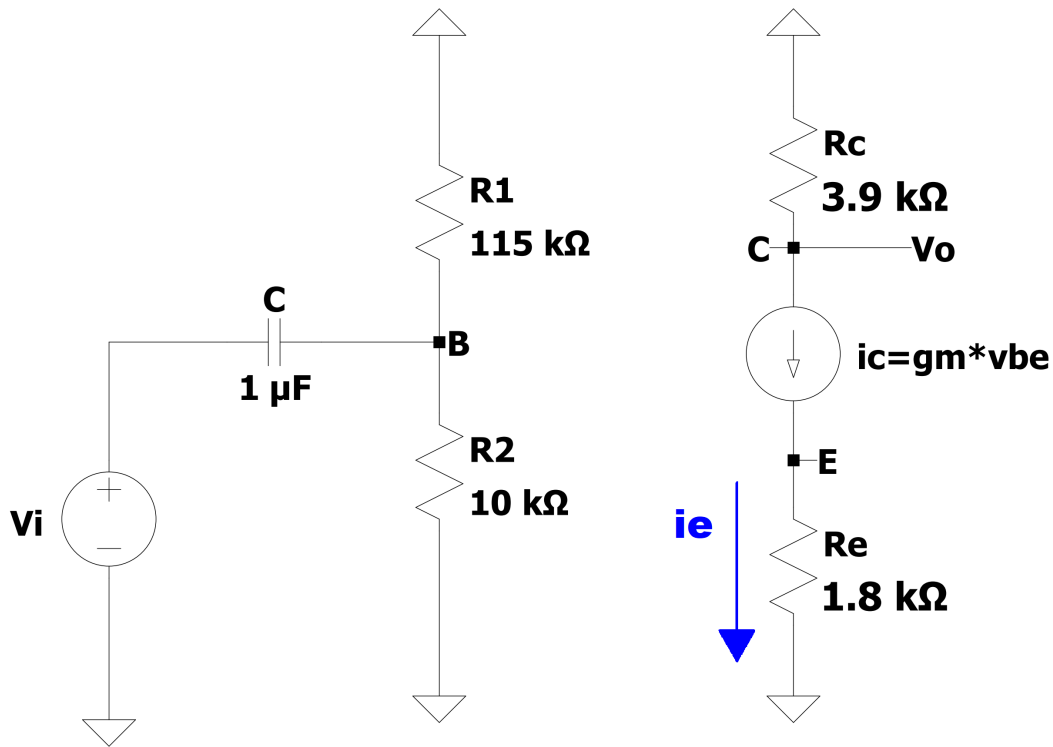 R1
115 kΩ
C
1 µF
B
R2
10 kΩ
Vi
Rc
3.9 kΩ
C
Vo
ic=gm*vbe
E
ie
Re
1.8 kΩ